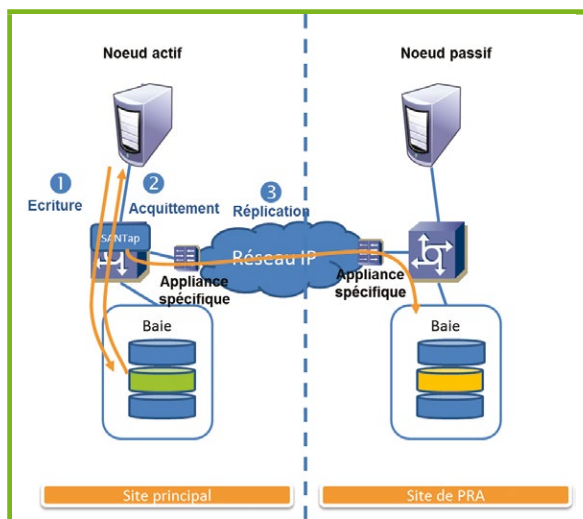 Noeud actif
Noeud passif
1
2
3
Ecriture
Acquittement
Réplication
SANTap
Réseau IP
Appliance
spécifique
Appliance
spécifique
Baie
Baie
Site principal
Site de PRA